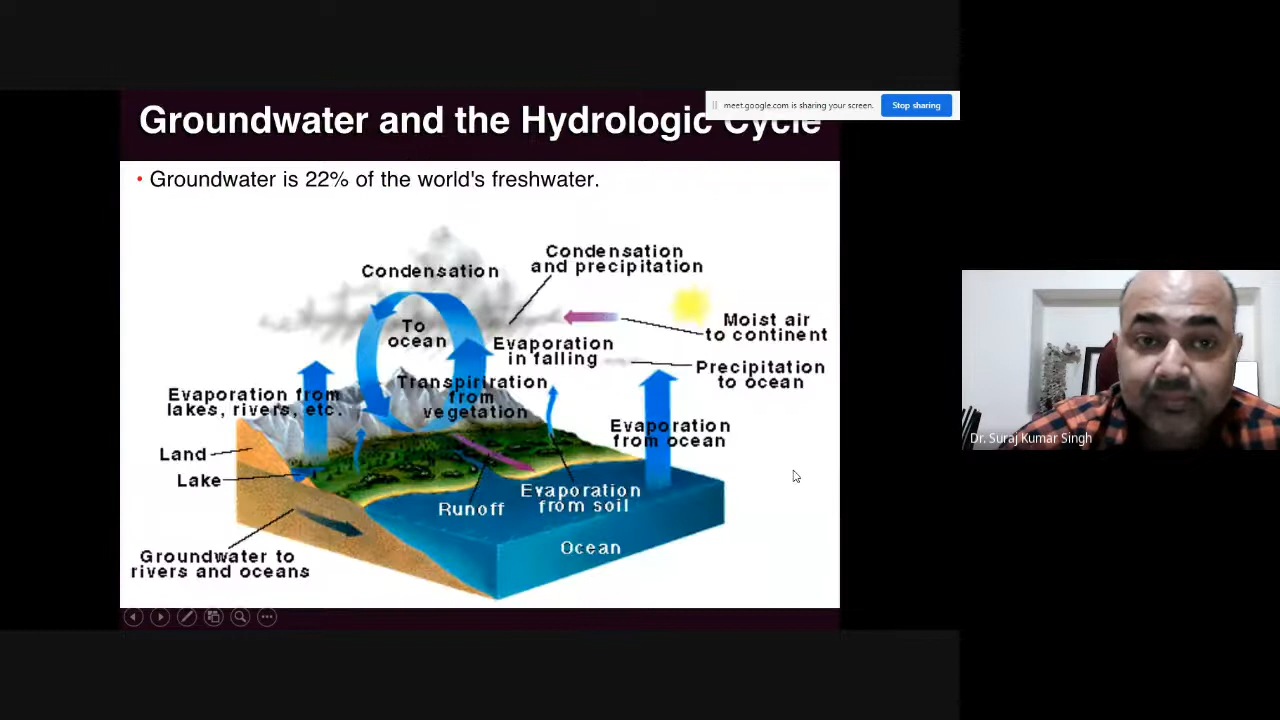 meet.google.com is sharing your screen.
Stop sharing
Groundwater and the Hydrologic Cycle
• Groundwater is 22% of the world's freshwater.
Condensation
and precipitation
Condensation
To
ocean
Moist air
to continent
Evaporation
in falling
Precipitation
to ocean
Transpiriration
from
vegetation
Evaporation from
lakes, rivers, etc.
Evaporation
from ocean
Land
Lake
Evaporation
from soil
Runoff
Ocean
Groundwater to
rivers and oceans
Dr. Suraj Kumar Singh